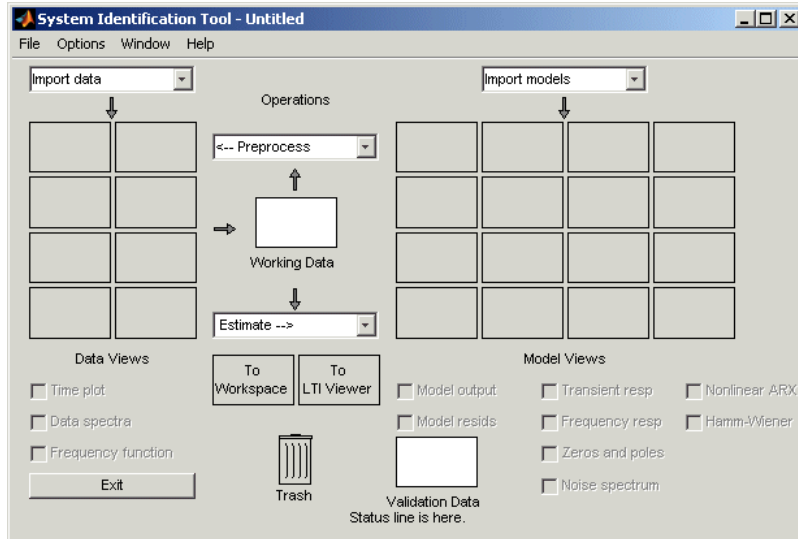 System Identification Tool - Untitled
File Options Window Help
Import data
Import models
Operations
<-- Preprocess
Working Data
Estimate -->
Data Views
Model Views
To Workspace
To LTI Viewer
Time plot
Data spectra
Frequency function
Model output
Model resids
Transient resp
Frequency resp
Zeros and poles
Noise spectrum
Nonlinear ARX
Hamm-Wiener
Exit
Trash
Validation Data
Status line is here.